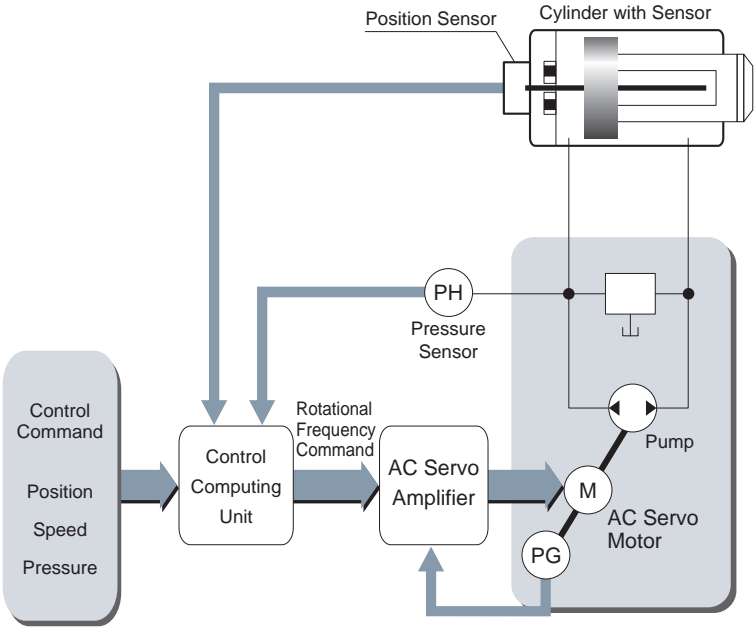 Position Sensor
Cylinder with Sensor
PH
Pressure
Sensor
Control
Command
Position
Speed
Pressure
Control
Computing
Unit
Rotational
Frequency
Command
AC Servo
Amplifier
Pump
M
AC Servo
Motor
PG